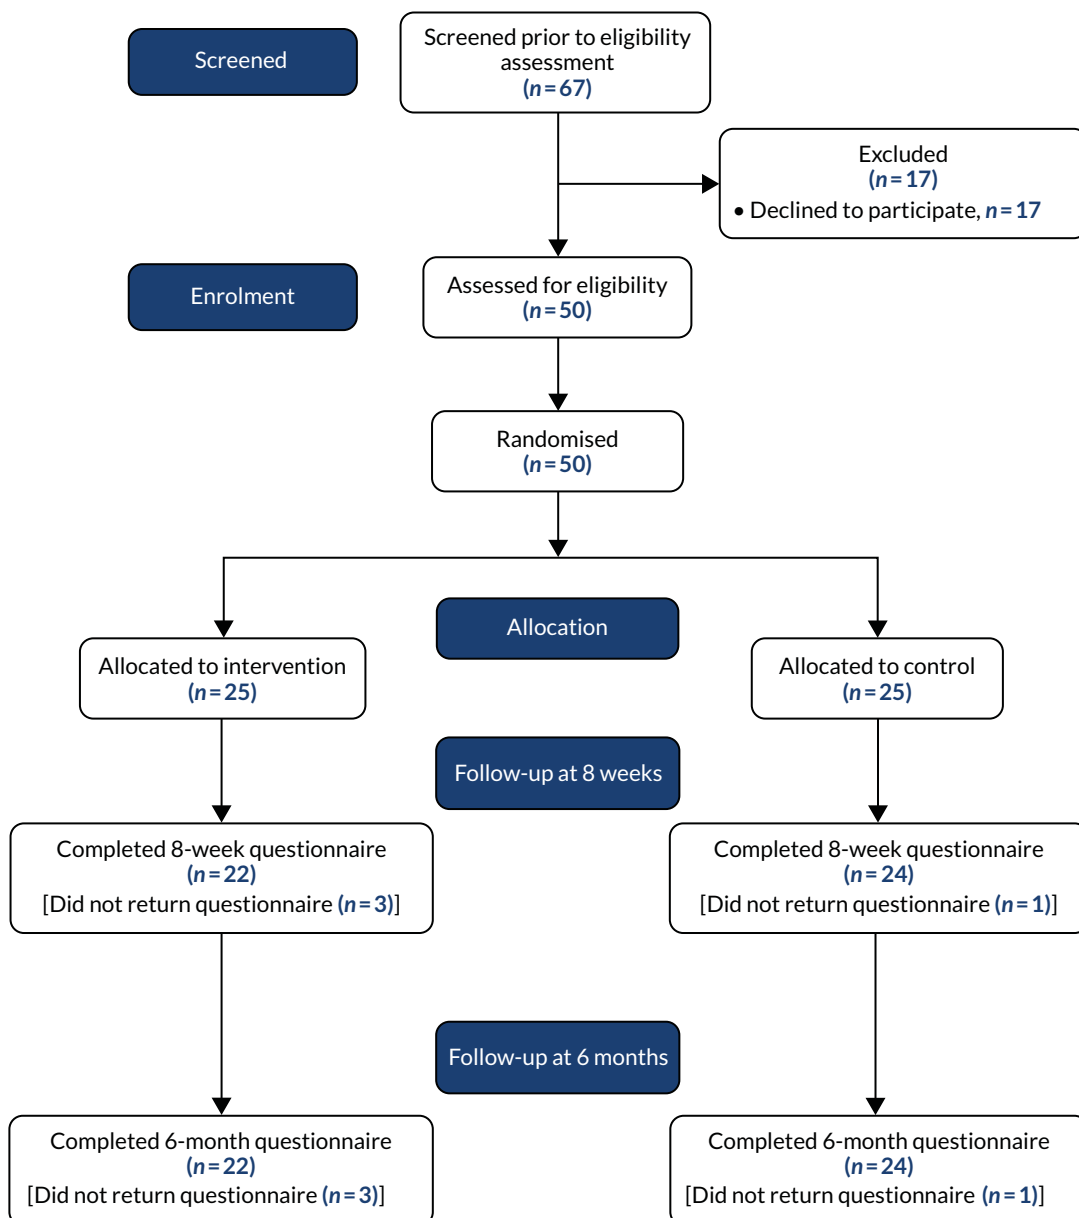 Screened
Screened prior to eligibility
assessment
(n=67)
Excluded
(n=17)
• Declined to participate, n=17
Enrolment
Assessed for eligibility
(n=50)
Randomised
(n=50)
Allocation
Allocated to intervention
(n=25)
Allocated to control
(n=25)
Follow-up at 8 weeks
Completed 8-week questionnaire
(n=22)
[Did not return questionnaire (n=3)]
Completed 8-week questionnaire
(n=24)
[Did not return questionnaire (n=1)]
Follow-up at 6 months
Completed 6-month questionnaire
(n=22)
[Did not return questionnaire (n=3)]
Completed 6-month questionnaire
(n=24)
[Did not return questionnaire (n=1)]